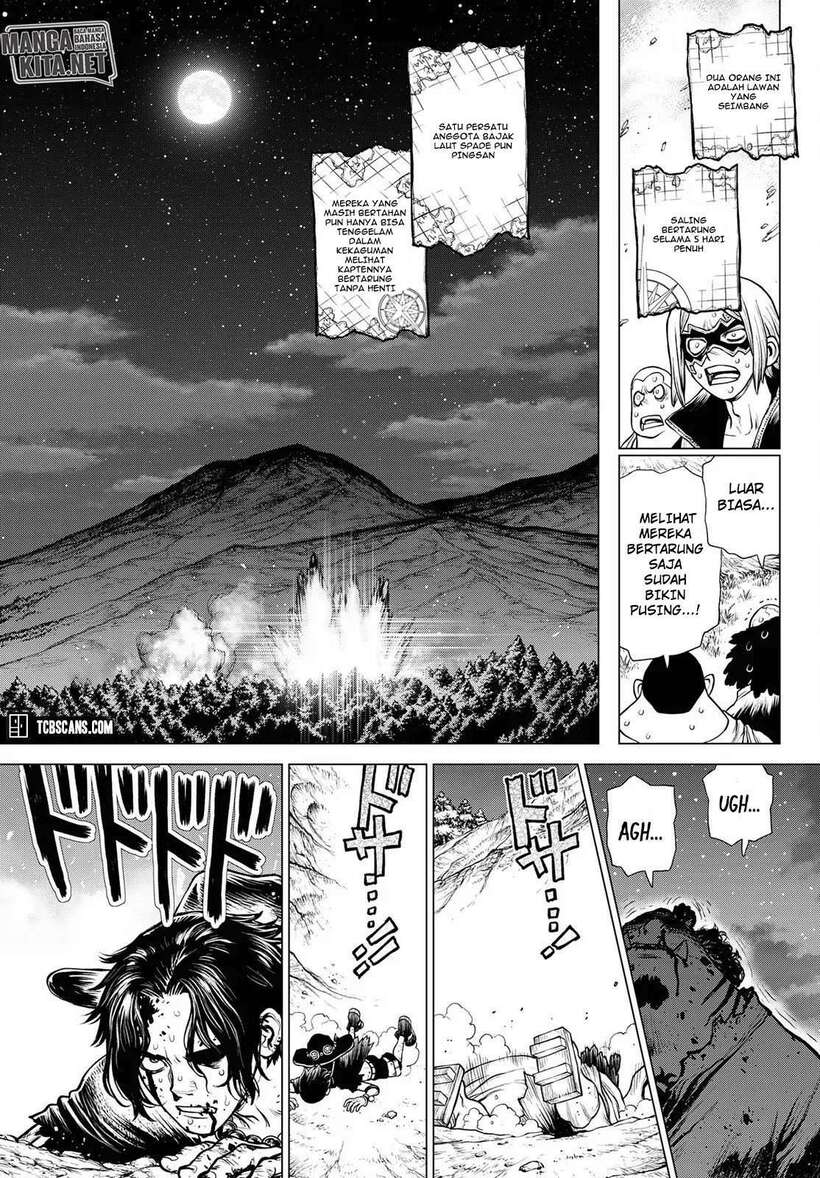 DUA ORANG INI
ADALAH LAWAN
YANG
SEIMBANG
SALING
BERTARUNG
SELAMA 5 HARI
PENUH
SATU PERSATU
ANGGOTA BAJAK
LAUT SPADE PUN
PINGSAN
MEREKA YANG
MASIH BERTAHAN
PUN HANYA BISA
TENGGELAM
DALAM
KEKAGUMAN
MELIHAT
KAPTENNYA
BERTARUNG
TANPA HENTI
MANGA
KITA.NET
BACA MANGA
BAHASA
INDONESIA
LUAR
BIASA...
MELIHAT
MEREKA
BERTARUNG
SAJA
SUDAH
BIKIN
PUSING...!
TCBSCANS.COM
UGH...
AGH...
ドサ……!
ドサ……
ドドドド